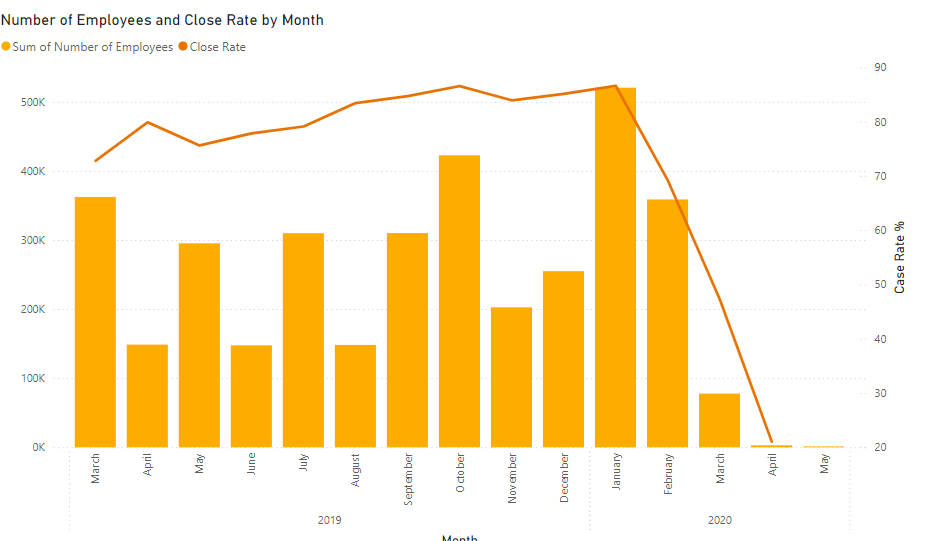 Number of Employees and Close Rate by Month
Sum of Number of Employees Close Rate
90
500K
80
400K
70
300K
60
200K
50
100K
40
0K
30
20
Case Rate %
March
April
May
June
July
August
September
October
November
December
January
February
March
April
May
2019
2020
Month